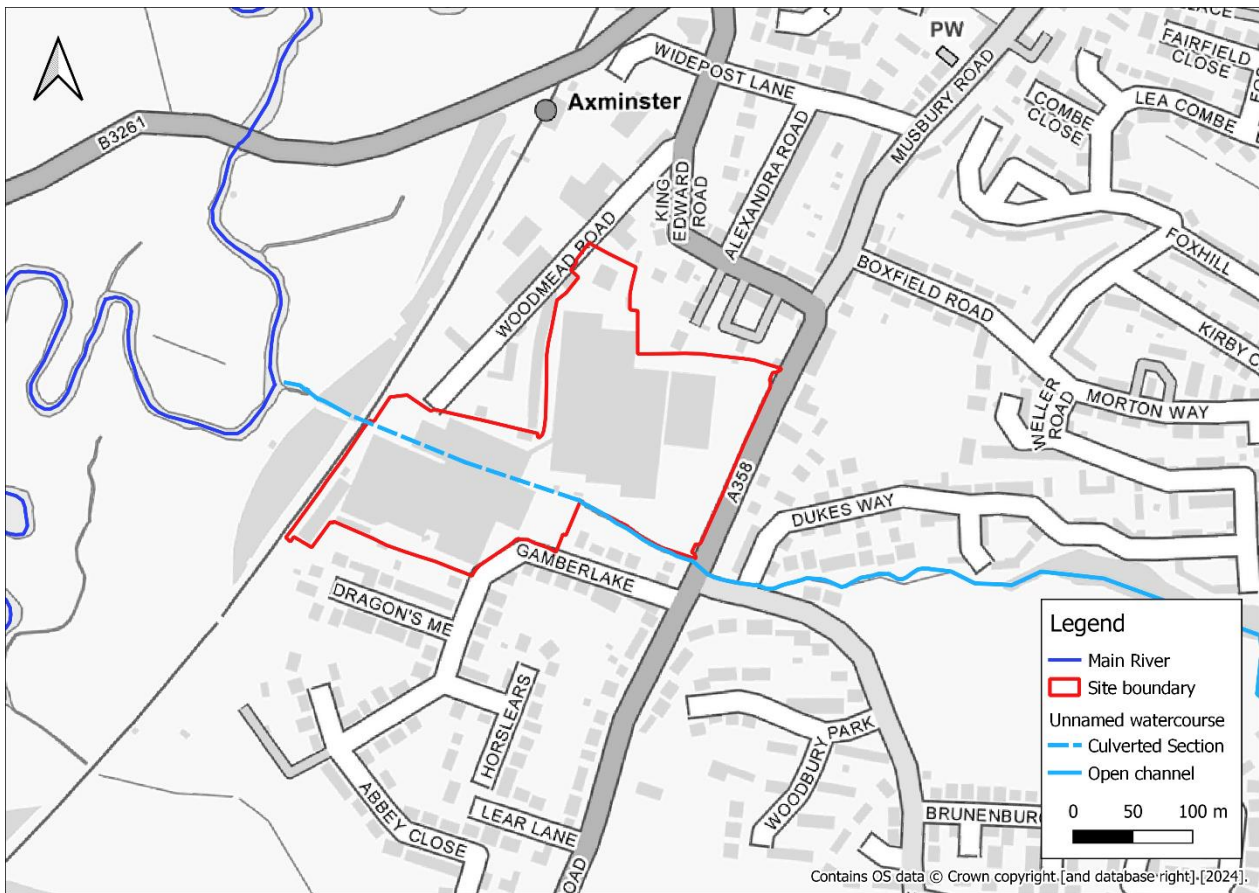 PW
FAIRFIELD
CLOSE
WIDEPOST LANE
MUSBURY ROAD
COMBE
CLOSE
LEA COMBE
Axminster
B3261
KING
EDWARD
ROAD
ALEXANDRA ROAD
FOXHILL
WOODMEAD ROAD
BOXFIELD ROAD
KIRBY C
WELLER
ROAD
MORTON WAY
A358
DUKES WAY
GAMBERLAKE
DRAGON'S ME
HORSLEARS
WOODBURY PARK
ABBEY CLOSE
LEAR LANE
ROAD
BRUNENBURG
Legend
Main River
Site boundary
Unnamed watercourse
Culverted Section
Open channel
0 50 100 m
Contains OS data © Crown copyright [and database right] [2024].